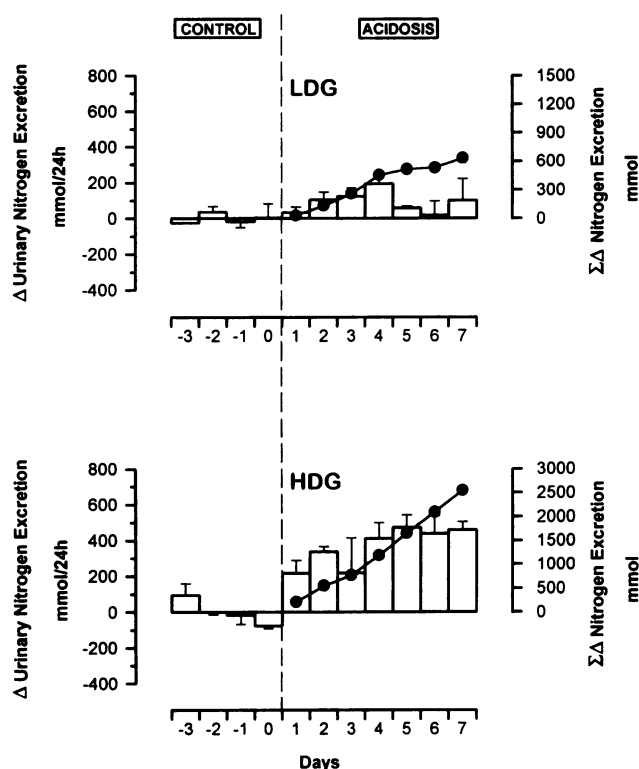 CONTROL
ACIDOSIS
LDG
Δ Urinary Nitrogen Excretion
mmol/24h
800
600
400
200
0
-200
-400
1500
1200
900
600
300
0
ΣΔ Nitrogen Excretion
mmol
-3 -2 -1 0 1 2 3 4 5 6 7
HDG
Δ Urinary Nitrogen Excretion
mmol/24h
800
600
400
200
0
-200
-400
3000
2500
2000
1500
1000
500
0
ΣΔ Nitrogen Excretion
mmol
-3 -2 -1 0 1 2 3 4 5 6 7
Days